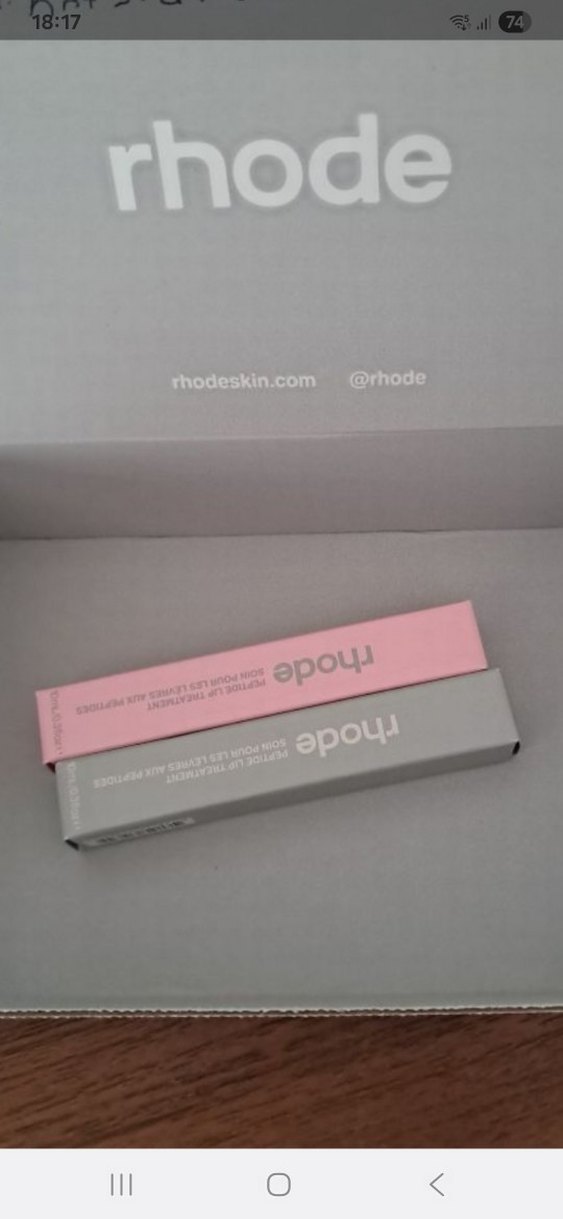 18:17
74
rhode
rhodeskin.com @rhode
rhode
PEPTIDE LIP TREATMENT
SOIN POUR LES LÈVRES AUX PEPTIDES
rhode
PEPTIDE LIP TREATMENT
SOIN POUR LES LÈVRES AUX PEPTIDES